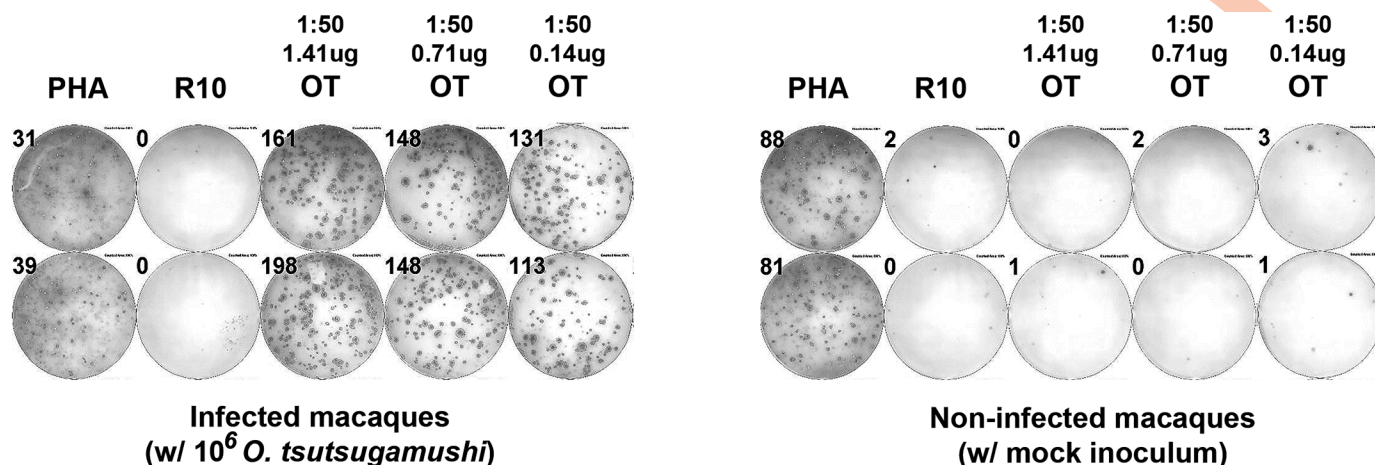 1:50 1:50 1:50 1:50 1:50 1:50
1.41ug 0.71ug 0.14ug 1.41ug 0.71ug 0.14ug
PHA R10 OT OT OT PHA R10 OT OT OT
31 0 161 148 131 88 2 0 2 3
39 0 198 148 113 81 0 1 0 1
Infected macaques Non-infected macaques
(w/ 10⁶ O. tsutsugamushi) (w/ mock inoculum)